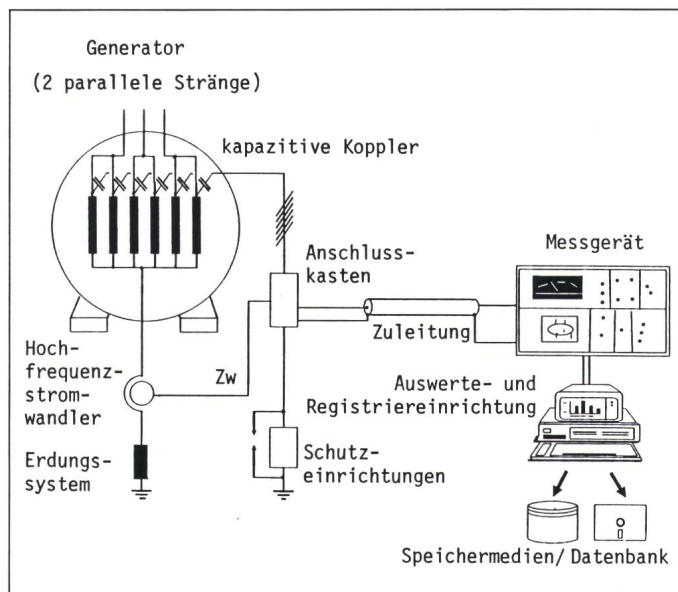 Generator
(2 parallele Stränge)
kapazitive Koppler
Anschluss-
kasten
Messgerät
Zuleitung
Hoch-
frequenz-
strom-
wandler
Zw
Auswerte- und
Registriereinrichtung
Erdungs-
system
Schutz-
einrichtungen
Speichermedien/Datenbank